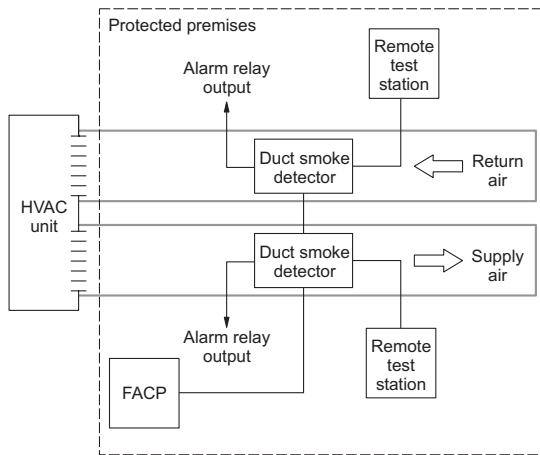 Protected premises
Remote
test
station
Alarm relay
output
Duct smoke
detector
Return
air
HVAC
unit
Duct smoke
detector
Supply
air
Alarm relay
output
Remote
test
station
FACP